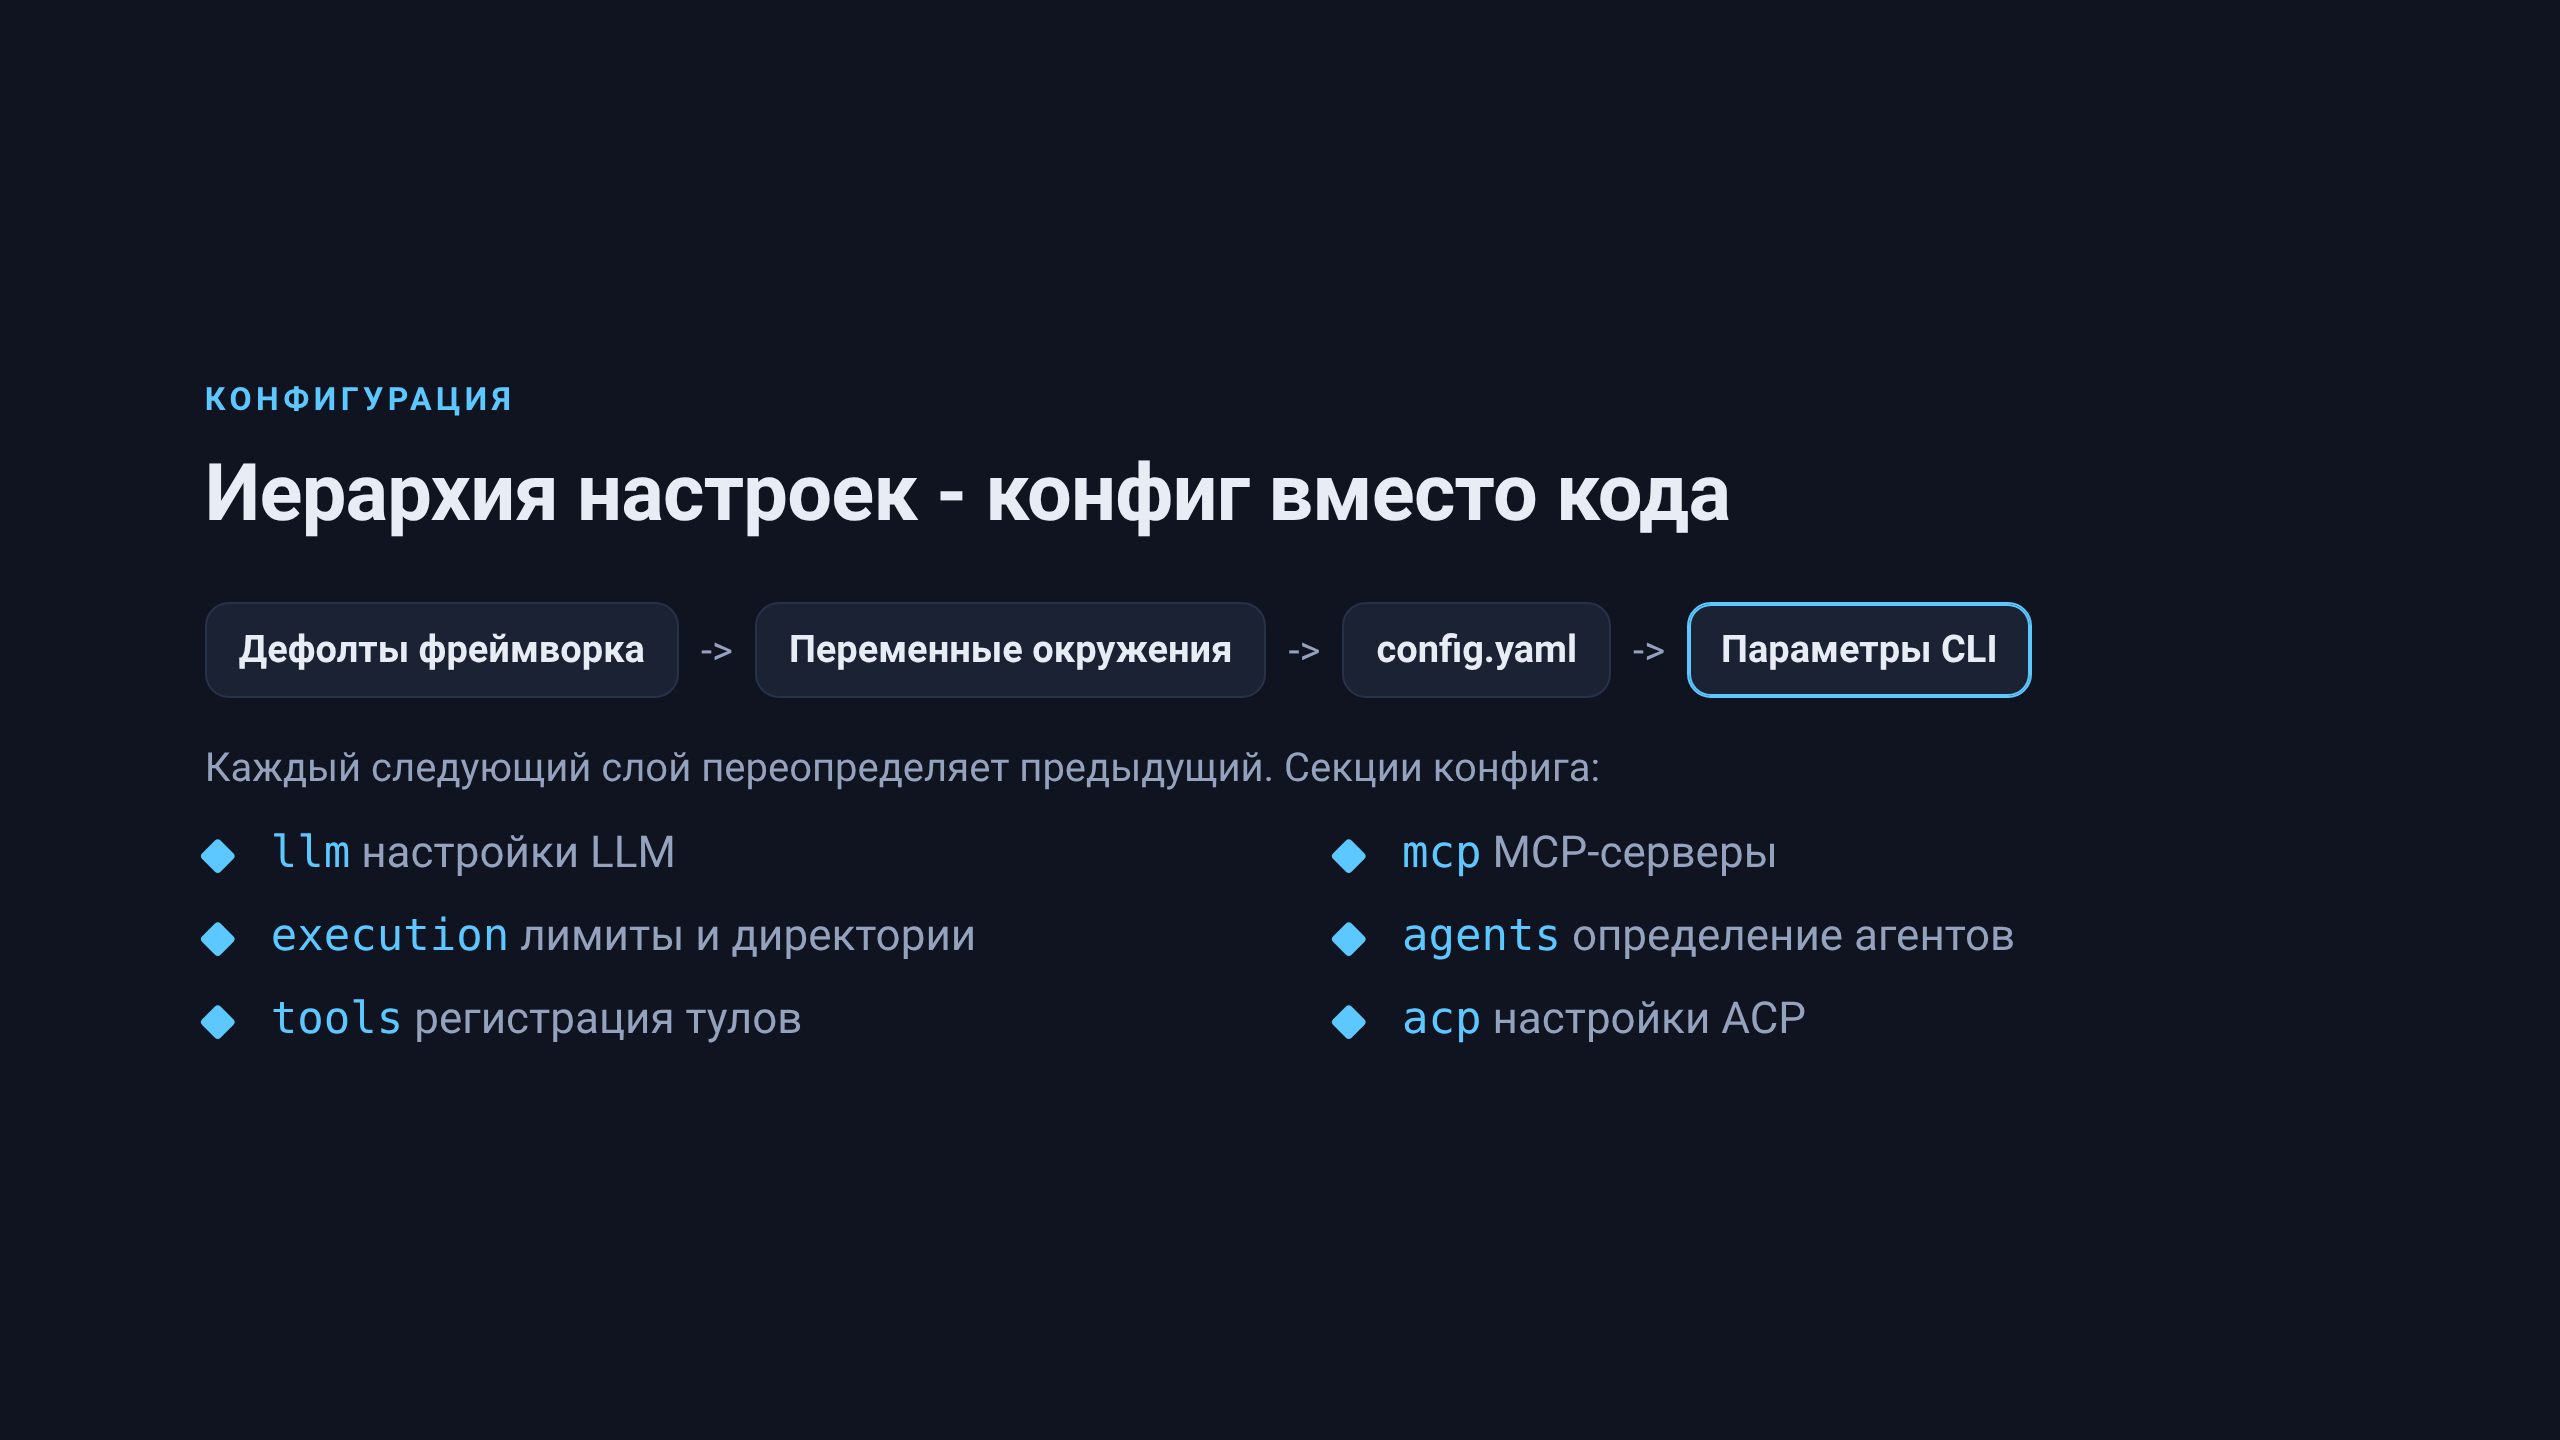 КОНФИГУРАЦИЯ
Иерархия настроек - конфиг вместо кода
Дефолты фреймворка -> Переменные окружения -> config.yaml -> Параметры CLI
Каждый следующий слой переопределяет предыдущий. Секции конфига:
llm настройки LLM
execution лимиты и директории
tools регистрация тулов
mcp MCP-серверы
agents определение агентов
acp настройки ACP